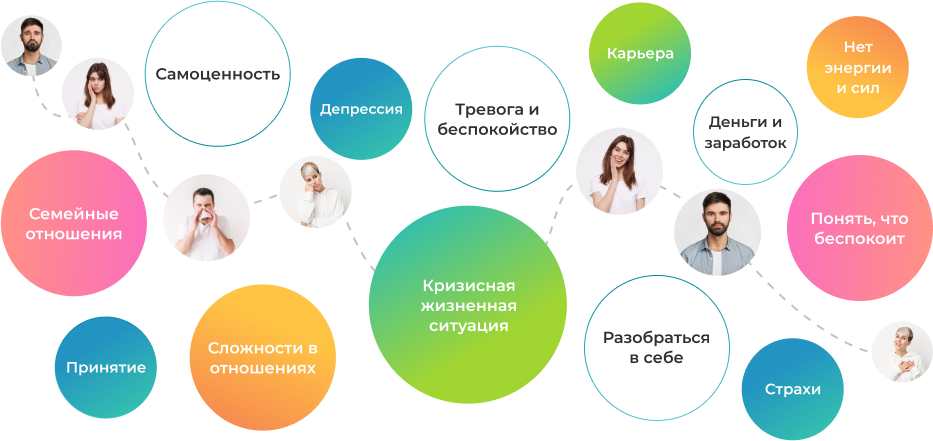 Самоценность
Депрессия
Тревога и
беспокойство
Карьера
Нет
энергии
и сил
Деньги и
заработок
Семейные
отношения
Понять, что
беспокоит
Кризисная
жизненная
ситуация
Принятие
Сложности в
отношениях
Разобраться
в себе
Страхи